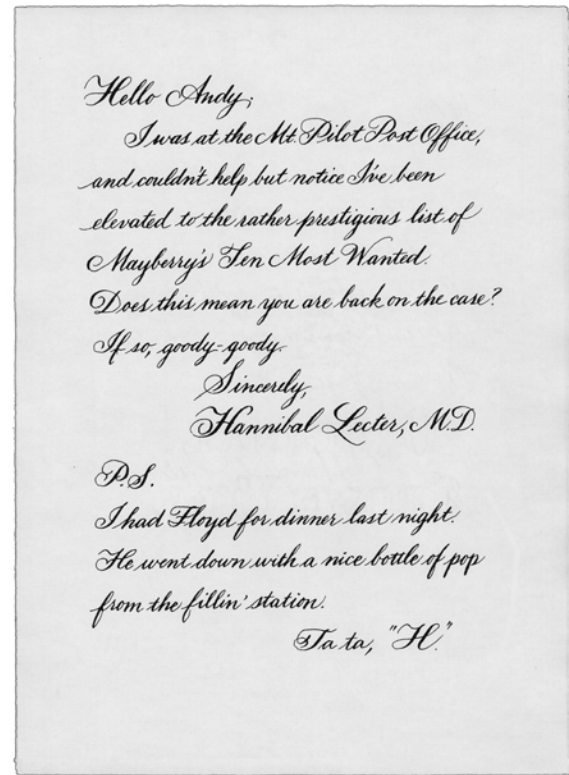 Hello Andy;
I was at the Mt. Pilot Post Office,
and couldn't help but notice I've been
elevated to the rather prestigious list of
Mayberry's Ten Most Wanted.
Does this mean you are back on the case?
If so, goody-goody.
Sincerely,
Hannibal Lecter, M.D.
P.S.
I had Floyd for dinner last night.
He went down with a nice bottle of pop
from the fillin' station.
Ta ta, "H."